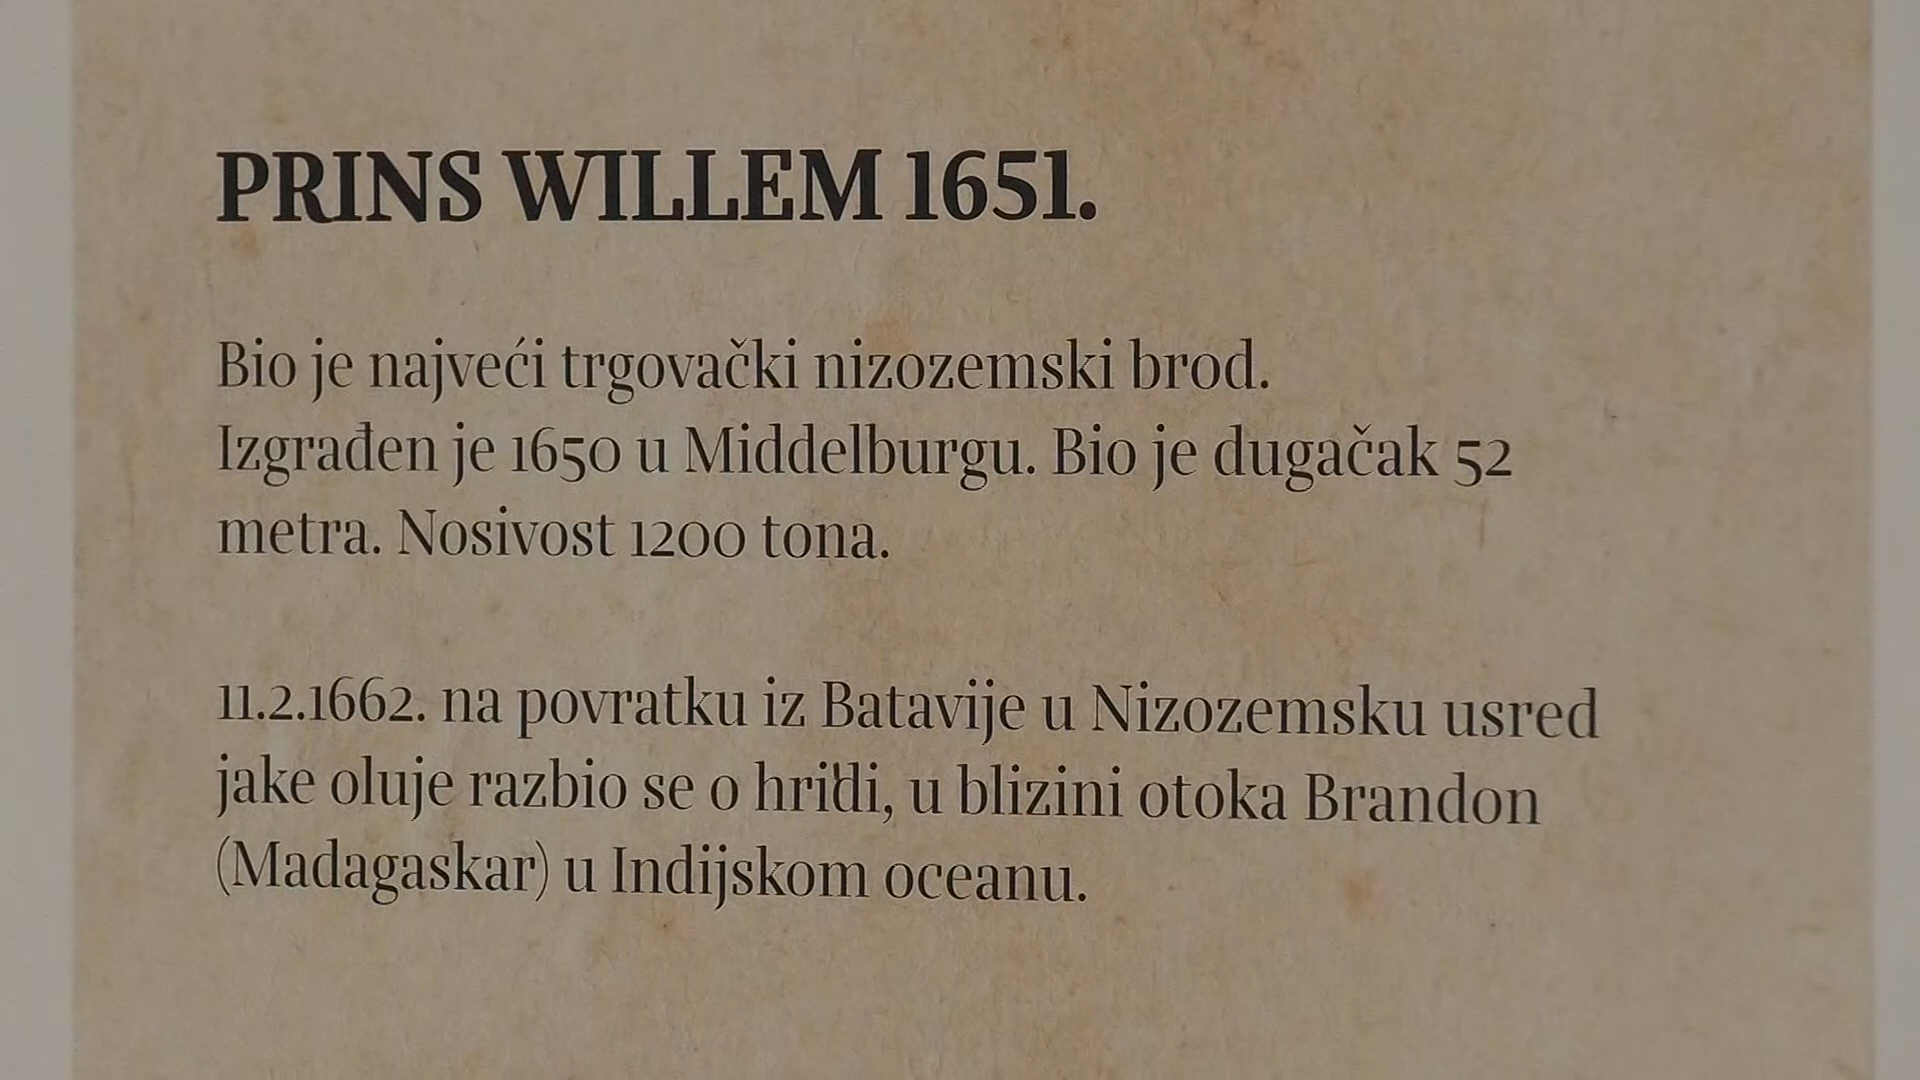 PRINS WILLEM 1651.
Bio je najveći trgovački nizozemski brod.
Izgrađen je 1650 u Middelburgu. Bio je dugačak 52
metra. Nosivost 1200 tona.
11.2.1662. na povratku iz Batavije u Nizozemsku usred
jake oluje razbio se o hridi, u blizini otoka Brandon
(Madagaskar) u Indijskom oceanu.